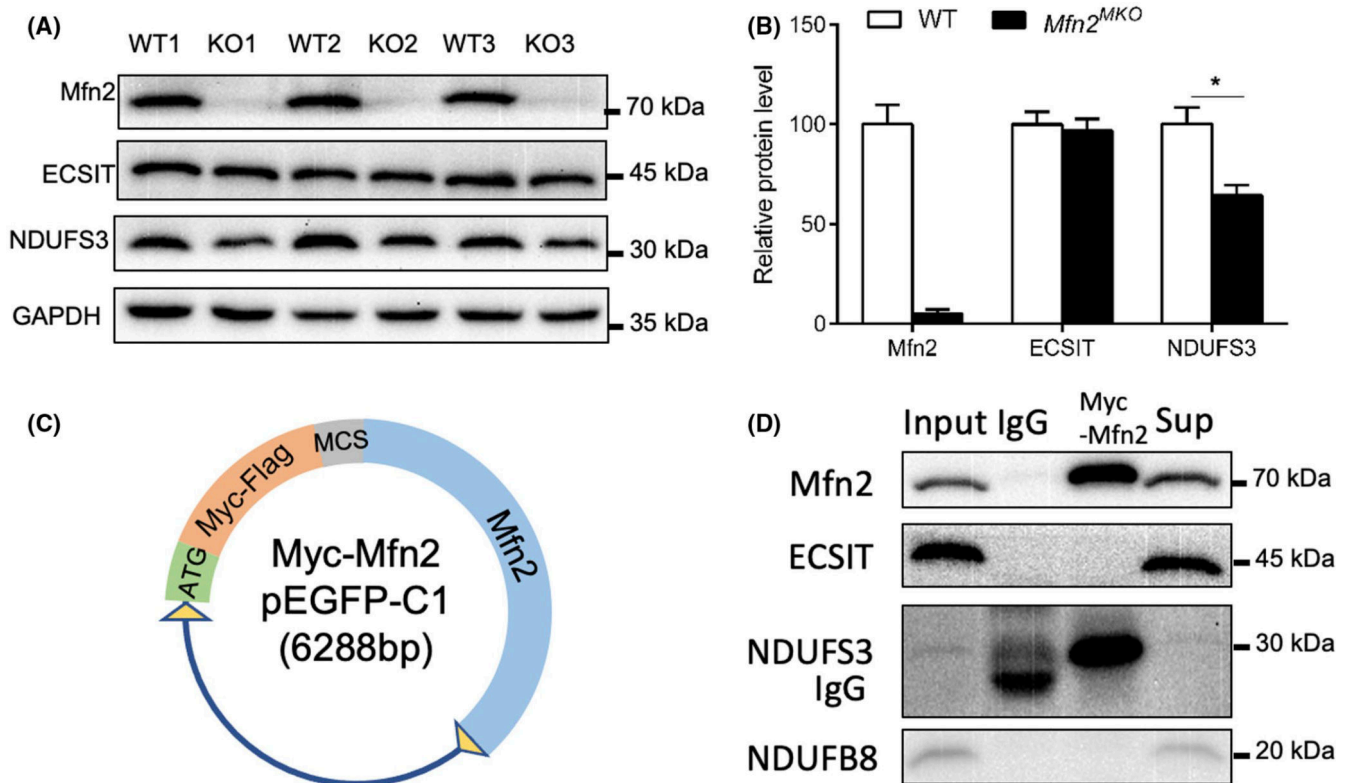 (A)
WT1 KO1 WT2 KO2 WT3 KO3
Mfn2
70 kDa
ECSIT
45 kDa
NDUFS3
30 kDa
GAPDH
35 kDa
(B)
WT Mfn2MKO
Relative protein level
150
100
50
0
*
Mfn2 ECSIT NDUFS3
(C)
ATG
Myc-Flag
MCS
Mfn2
Myc-Mfn2
pEGFP-C1
(6288bp)
(D)
Input IgG Myc-Mfn2 Sup
Mfn2
70 kDa
ECSIT
45 kDa
NDUFS3
30 kDa
IgG
NDUFB8
20 kDa